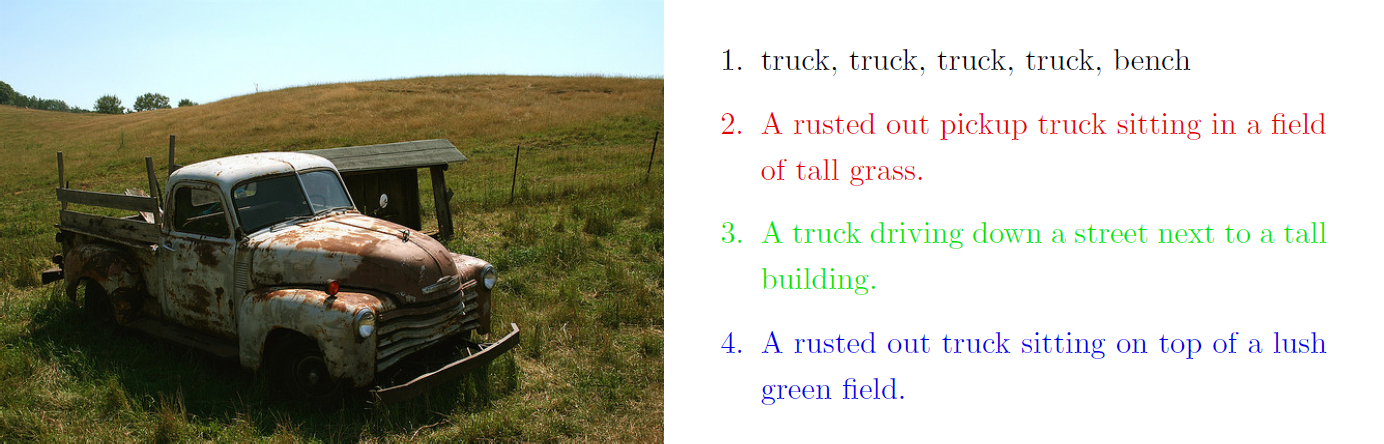 1. truck, truck, truck, truck, bench
2. A rusted out pickup truck sitting in a field
of tall grass.
3. A truck driving down a street next to a tall
building.
4. A rusted out truck sitting on top of a lush
green field.